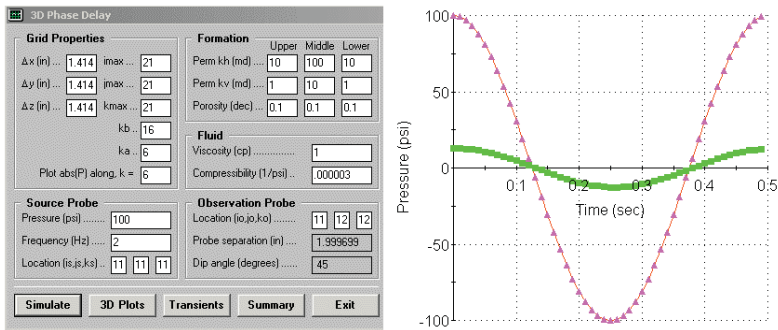 3D Phase Delay
Grid Properties
Δx (in) ... 1.414 imax ... 21
Δy (in) ... 1.414 jmax ... 21
Δz (in) ... 1.414 kmax ... 21
kb .. 16
ka .. 6
Plot abs(P) along, k = 6
Formation
Upper Middle Lower
Perm kh (md) .... 10 100 10
Perm kv (md) .... 1 10 1
Porosity (dec) .... 0.1 0.1 0.1
Fluid
Viscosity (cp) .............. 1
Compressibility (1/psi) .. .000003
Source Probe
Pressure (psi) ........ 100
Frequency (Hz) ....... 2
Location (is,js,ks) .. 11 11 11
Observation Probe
Location (io,jo,ko) .. 11 12 12
Probe separation (in) .... 1.999699
Dip angle (degrees) ...... 45
Simulate 3D Plots Transients Summary Exit
100
50
0
-50
-100
Pressure (psi)
0.1 0.2 0.3 0.4 0.5
Time (sec)